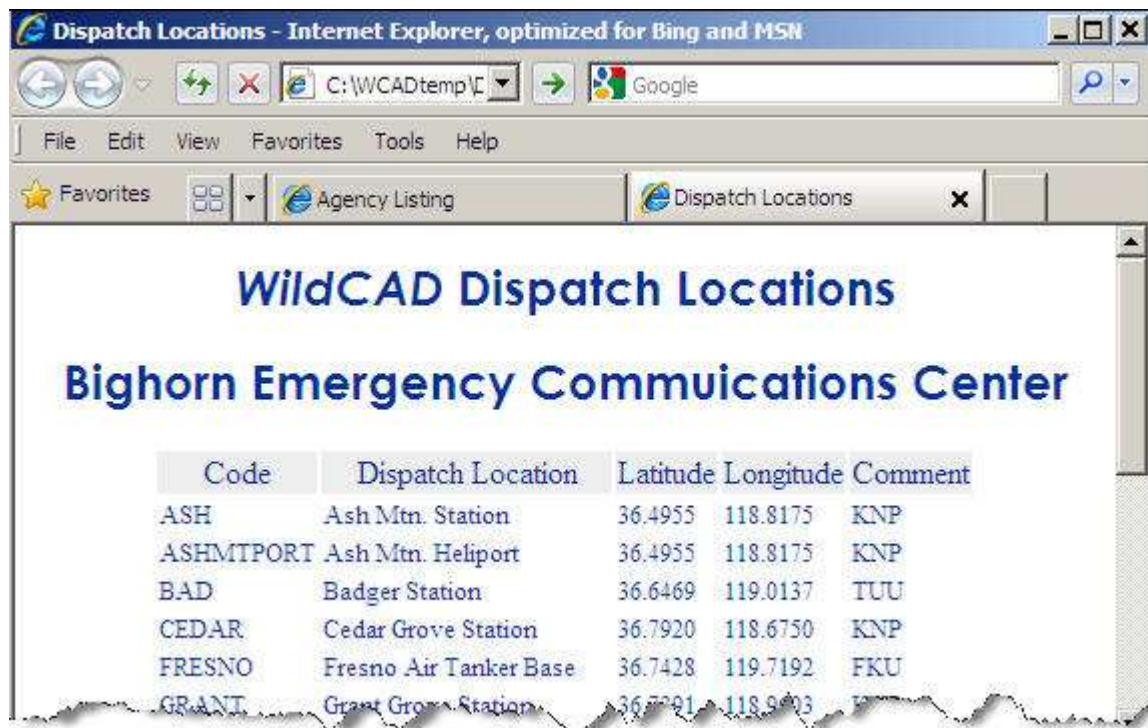 Dispatch Locations - Internet Explorer, optimized for Bing and MSN
C:\WCADtemp\D Google
File Edit View Favorites Tools Help
Favorites Agency Listing Dispatch Locations
WildCAD Dispatch Locations
Bighorn Emergency Commuications Center
Code Dispatch Location Latitude Longitude Comment
ASH Ash Mtn. Station 36.4955 118.8175 KNP
ASHMTPORT Ash Mtn. Heliport 36.4955 118.8175 KNP
BAD Badger Station 36.6469 119.0137 TUU
CEDAR Cedar Grove Station 36.7920 118.6750 KNP
FRESNO Fresno Air Tanker Base 36.7428 119.7192 FKU
GRANT Grant Grove Station